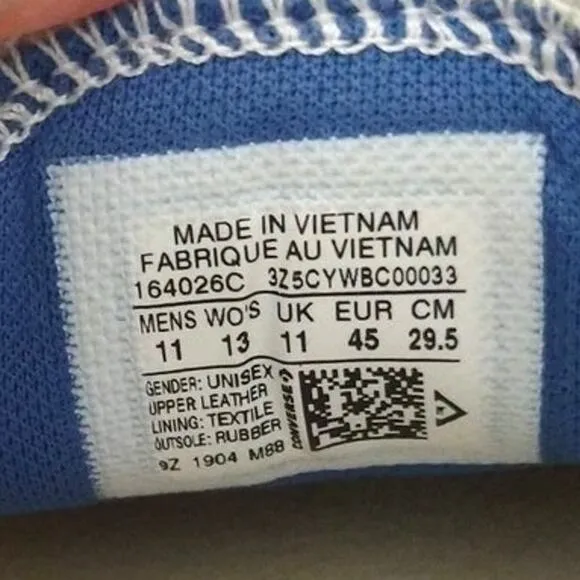 MADE IN VIETNAM
FABRIQUE AU VIETNAM
164026C 3Z5CYWBC00033
MENS WO'S UK EUR CM
11 13 11 45 29.5
GENDER: UNISEX
UPPER LEATHER
LINING: TEXTILE
OUTSOLE: RUBBER
CONVERSE
9Z 1904 M88